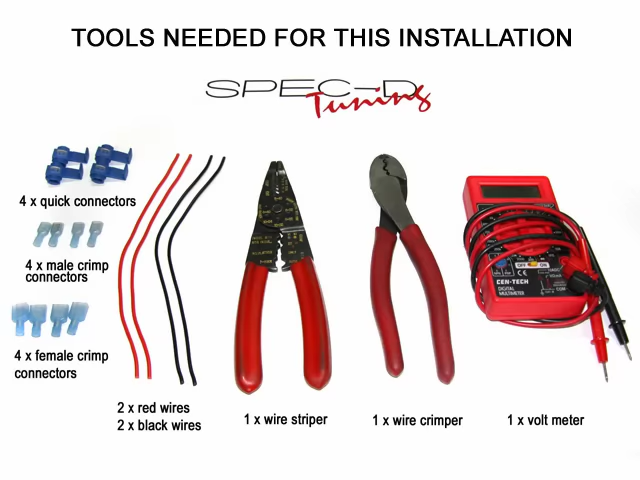 TOOLS NEEDED FOR THIS INSTALLATION
SPEC-D
Tuning
4 x quick connectors
4 x male crimp
connectors
4 x female crimp
connectors
2 x red wires
2 x black wires
1 x wire striper
1 x wire crimper
1 x volt meter
OFF ON
CEN-TECH
DIGITAL
MULTIMETER
COM